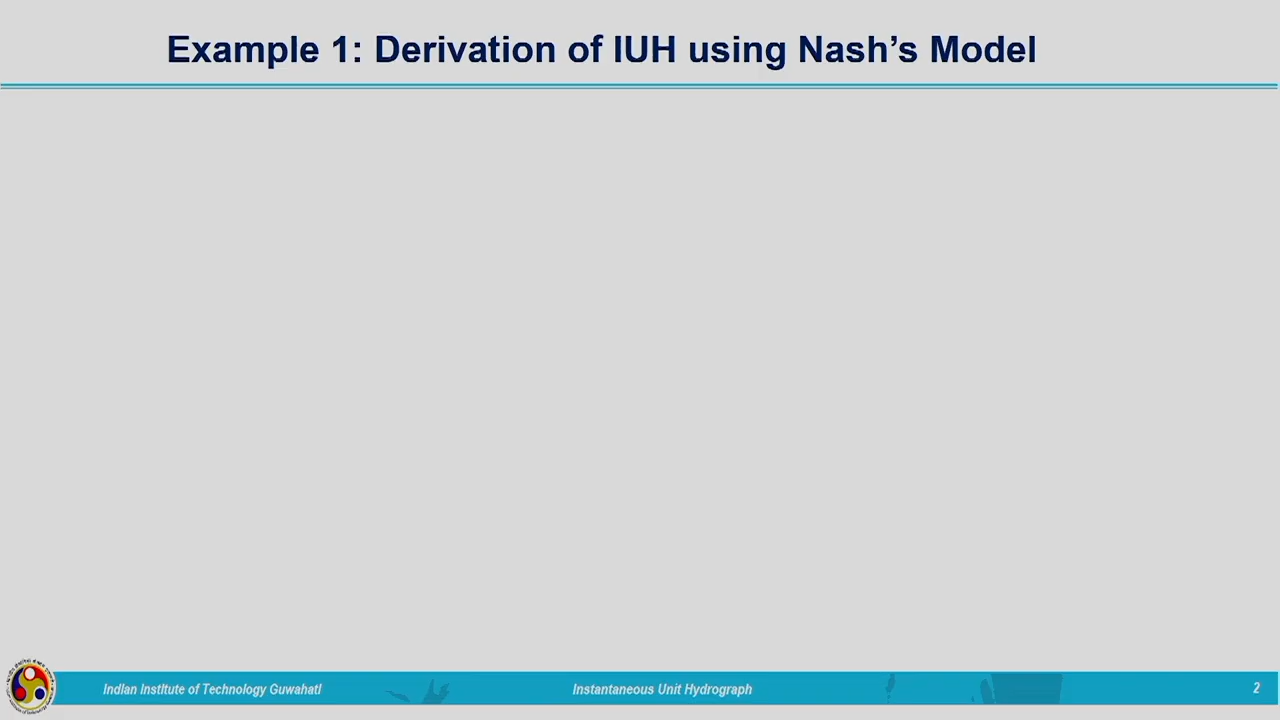 Example 1: Derivation of IUH using Nash’s Model
Indian Institute of Technology Guwahati
Instantaneous Unit Hydrograph
2